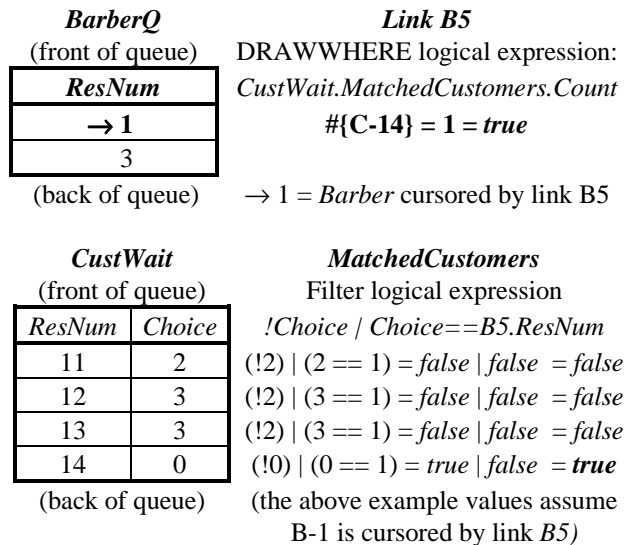 BarberQ Link B5
(front of queue) DRAWWHERE logical expression:
ResNum CustWait.MatchedCustomers.Count
→ 1 #{C-14} = 1 = true
3
(back of queue) → 1 = Barber cursored by link B5
CustWait MatchedCustomers
(front of queue) Filter logical expression
ResNum Choice !Choice | Choice==B5.ResNum
11 2 (!2) | (2 == 1) = false | false = false
12 3 (!2) | (3 == 1) = false | false = false
13 3 (!2) | (3 == 1) = false | false = false
14 0 (!0) | (0 == 1) = true | false = true
(back of queue) (the above example values assume
B-1 is cursored by link B5)